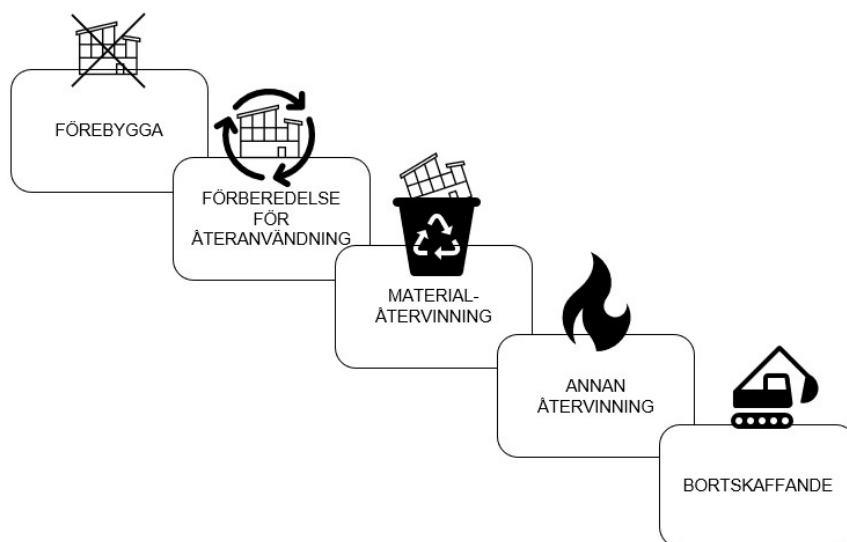 FÖREBYGGA
FÖRBEREDELSE
FÖR
ÅTERANVÄNDNING
MATERIAL-
ÅTERVINNING
ANNAN
ÅTERVINNING
BORTSKAFFANDE